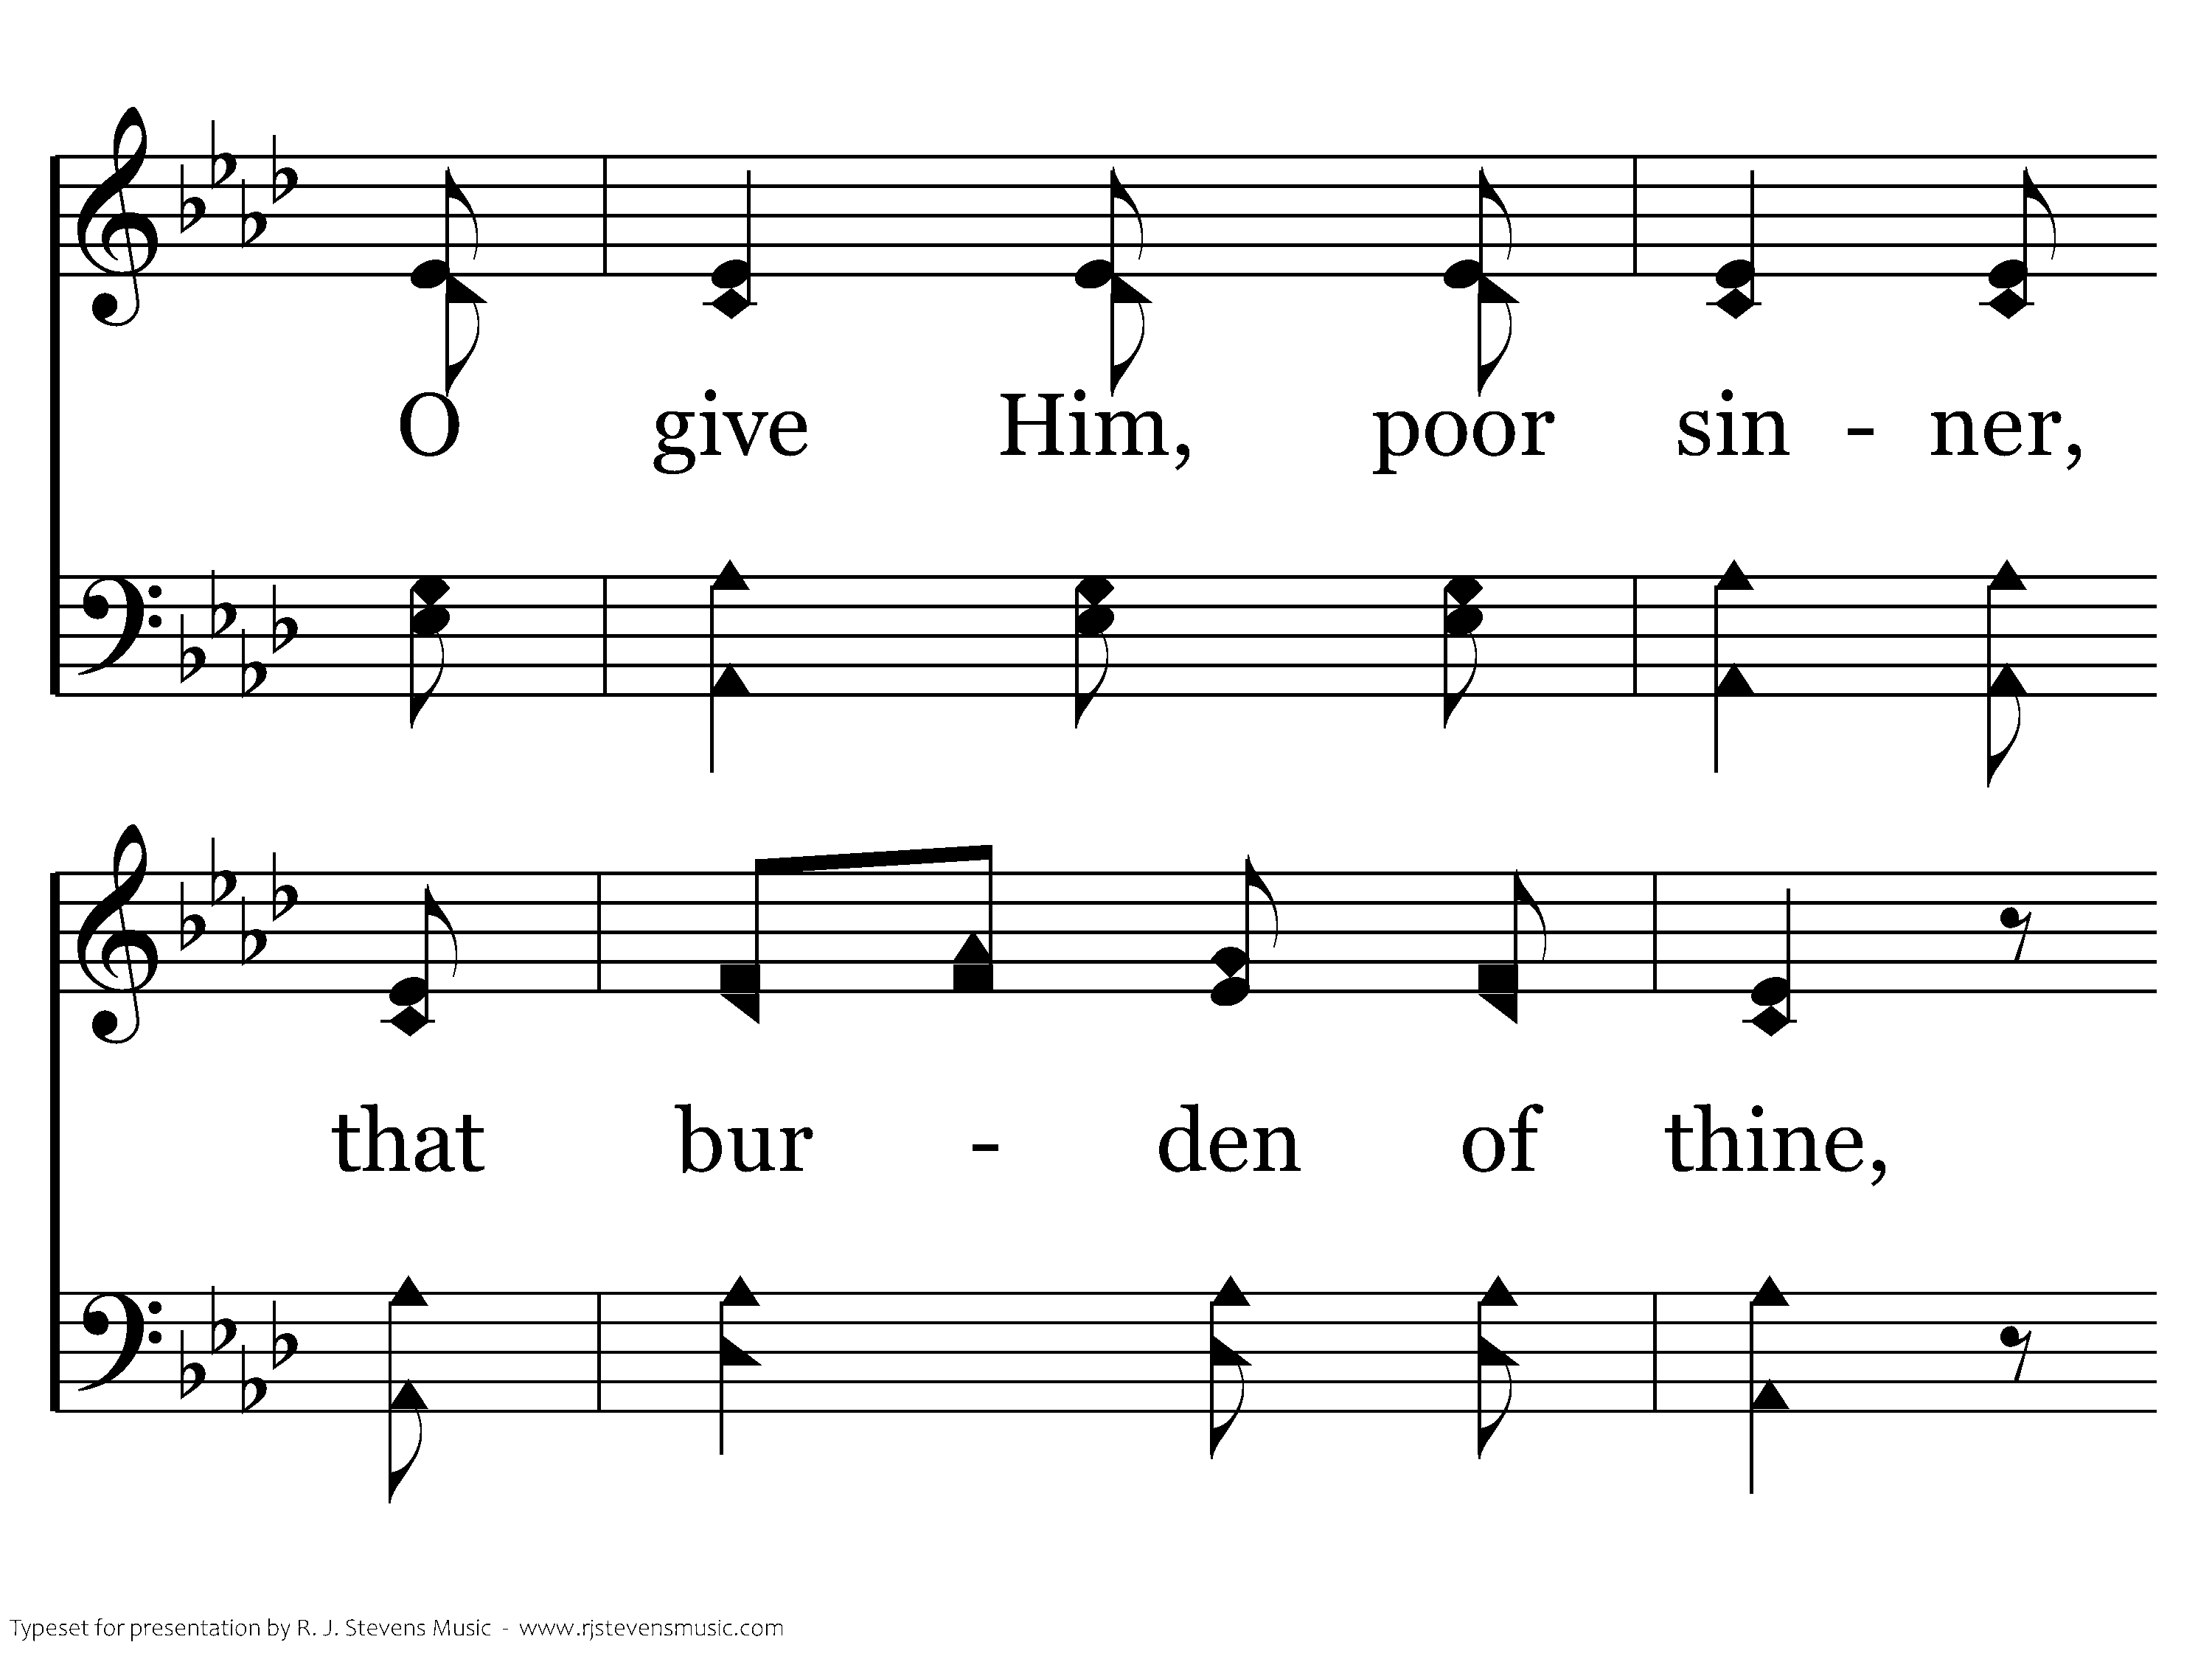 O give Him, poor sin - ner,
that bur - den of thine,
Typeset for presentation by R. J. Stevens Music - www.rjstevensmusic.com